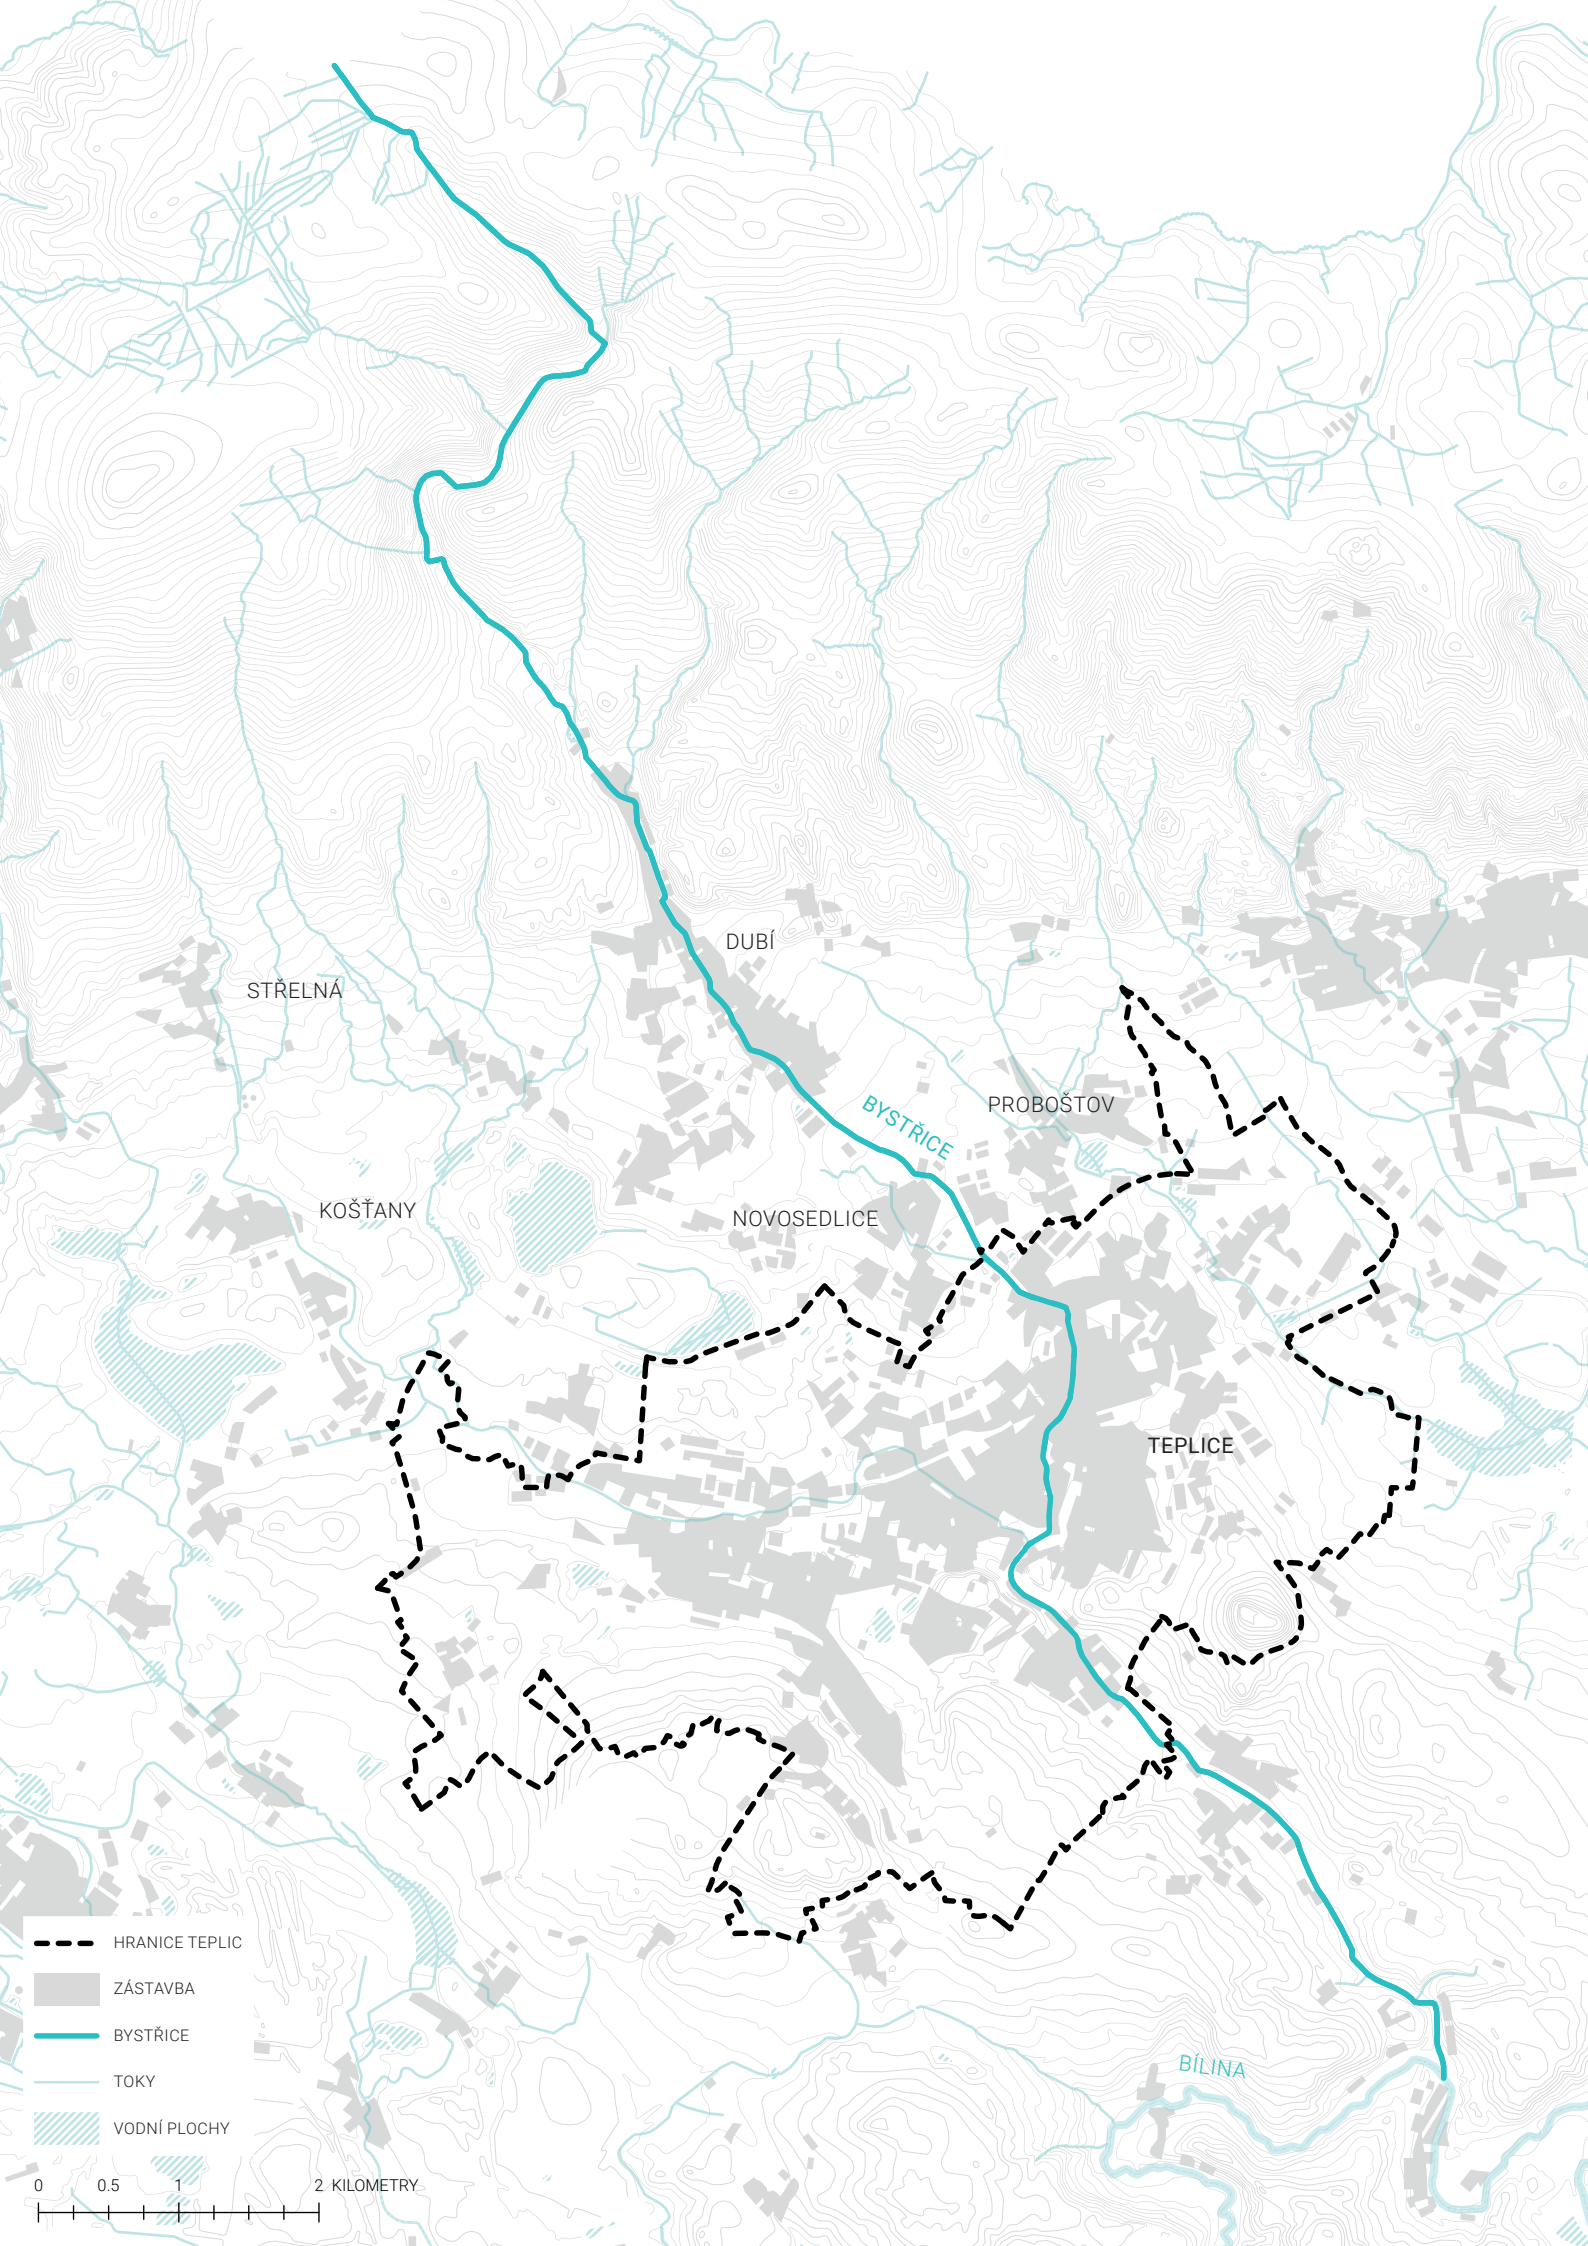 DUBÍ
STŘELNÁ
BYSTŘICE
PROBOŠTOV
KOŠŤANY
NOVOSEDLICE
TEPLICE
HRANICE TEPLIC
ZÁSTAVBA
BYSTŘICE
TOKY
BÍLINA
VODNÍ PLOCHY
0 0.5 1 2 KILOMETRY